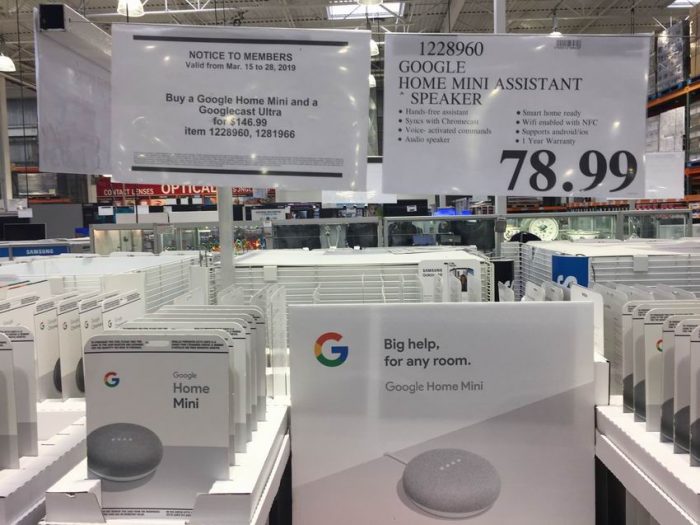 NOTICE TO MEMBERS
Valid from Mar. 15 to 28, 2019
Buy a Google Home Mini and a
Googlecast Ultra
for $146.99
item 1228960, 1281966
1228960
GOOGLE
HOME MINI ASSISTANT
SPEAKER
• Hands-free assistant
• Syncs with Chromecast
• Voice- activated commands
• Audio speaker
• Smart home ready
• Wifi enabled with NFC
• Supports android/ios
• 1 Year Warranty
78.99
CONTACT LENSES
OPTICAL
SAMSUNG
SAMSUNG
G
Google
Home
Mini
G
Big help,
for any room.
Google Home Mini